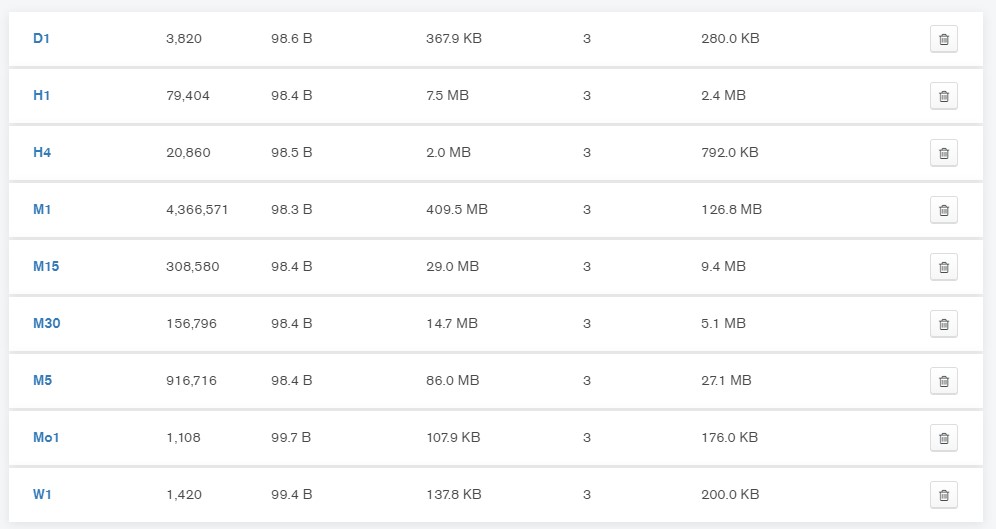 D1 3,820 98.6 B 367.9 KB 3 280.0 KB
H1 79,404 98.4 B 7.5 MB 3 2.4 MB
H4 20,860 98.5 B 2.0 MB 3 792.0 KB
M1 4,366,571 98.3 B 409.5 MB 3 126.8 MB
M15 308,580 98.4 B 29.0 MB 3 9.4 MB
M30 156,796 98.4 B 14.7 MB 3 5.1 MB
M5 916,716 98.4 B 86.0 MB 3 27.1 MB
Mo1 1,108 99.7 B 107.9 KB 3 176.0 KB
W1 1,420 99.4 B 137.8 KB 3 200.0 KB